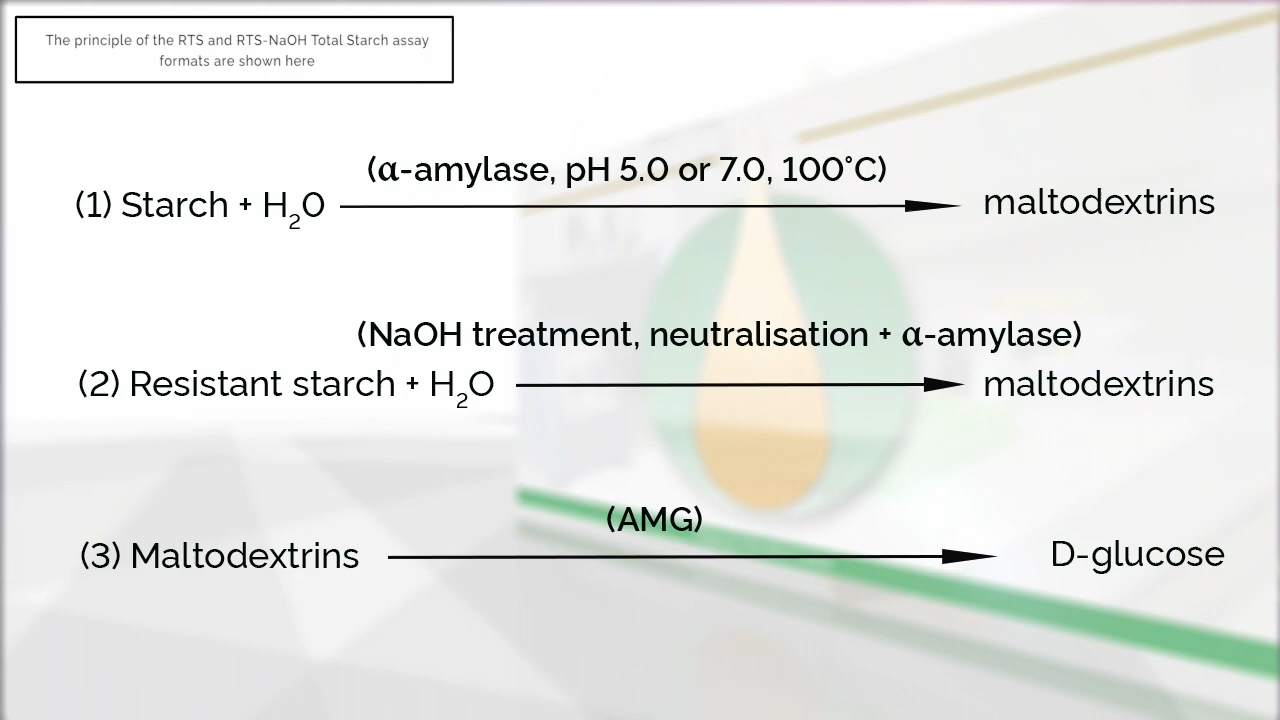 The principle of the RTS and RTS-NaOH Total Starch assay
formats are shown here
(α-amylase, pH 5.0 or 7.0, 100°C)
(1) Starch + H₂0 maltodextrins
(NaOH treatment, neutralisation + α-amylase)
(2) Resistant starch + H₂O maltodextrins
(AMG)
(3) Maltodextrins D-glucose